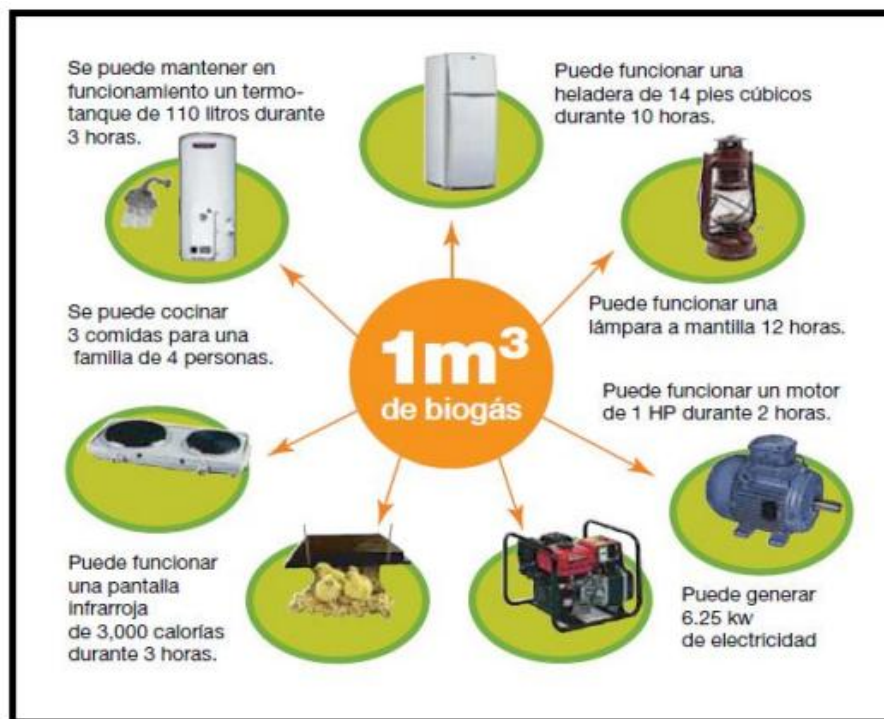 Se puede mantener en
funcionamiento un termo-
tanque de 110 litros durante
3 horas.
Puede funcionar una
heladera de 14 pies cúbicos
durante 10 horas.
Se puede cocinar
3 comidas para una
familia de 4 personas.
1m³
de biogás
Puede funcionar una
lámpara a mantilla 12 horas.
Puede funcionar un motor
de 1 HP durante 2 horas.
Puede funcionar
una pantalla
infrarroja
de 3,000 calorías
durante 3 horas.
Puede generar
6.25 kw
de electricidad